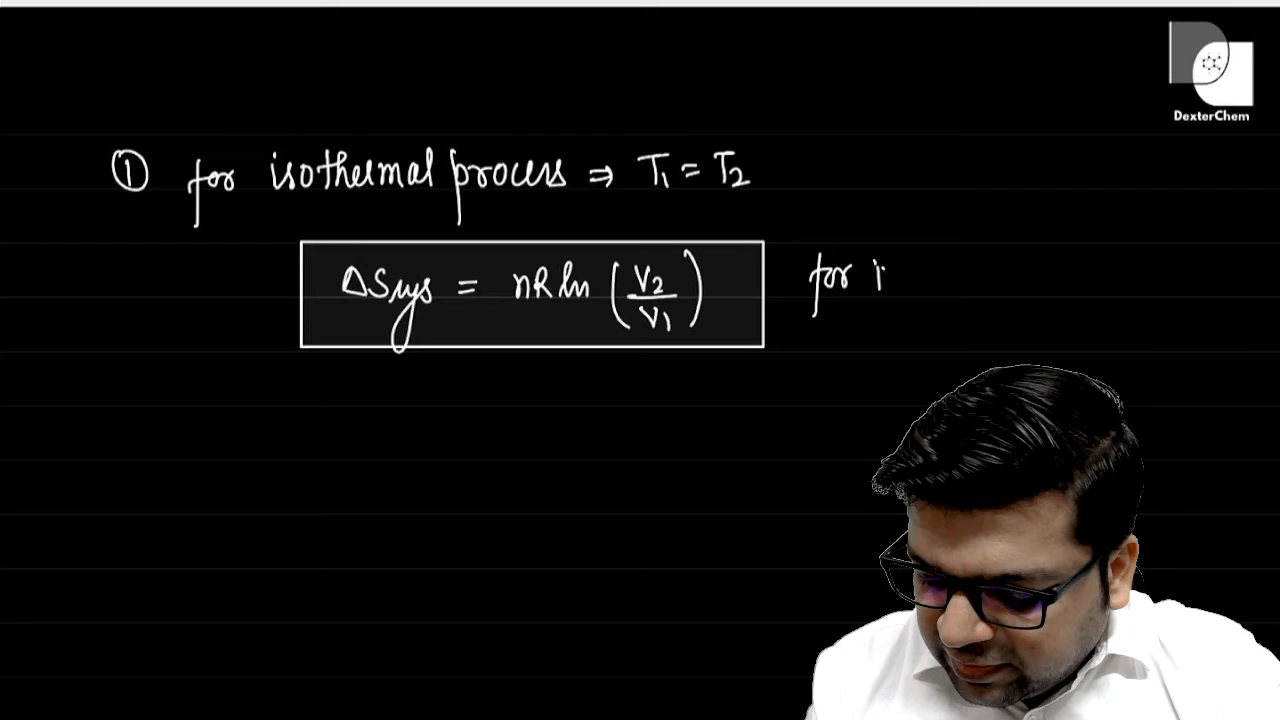 DexterChem
① for isothermal process ⇒ T₁ = T₂
ΔSsys = nR ln (V₂/V₁) for i